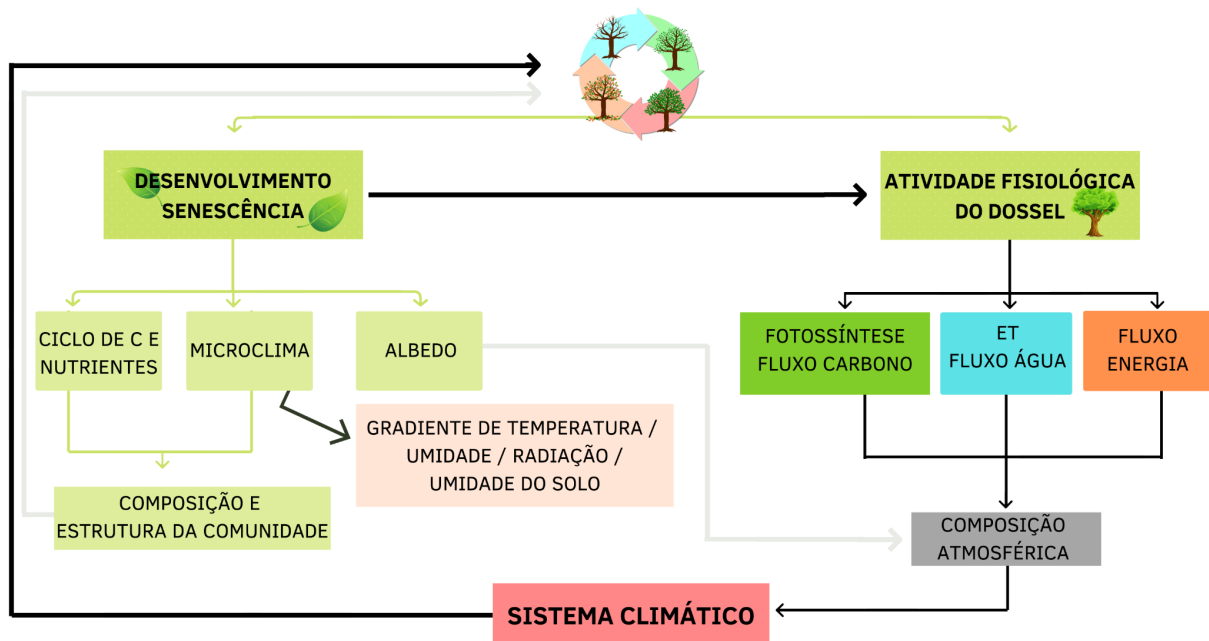 DESENVOLVIMENTO
SENESCÊNCIA
ATIVIDADE FISIOLÓGICA
DO DOSSEL
CICLO DE C E
NUTRIENTES
MICROCLIMA
ALBEDO
FOTOSSÍNTESE
FLUXO CARBONO
ET
FLUXO ÁGUA
FLUXO
ENERGIA
GRADIENTE DE TEMPERATURA /
UMIDADE / RADIAÇÃO /
UMIDADE DO SOLO
COMPOSIÇÃO E
ESTRUTURA DA COMUNIDADE
COMPOSIÇÃO
ATMOSFÉRICA
SISTEMA CLIMÁTICO